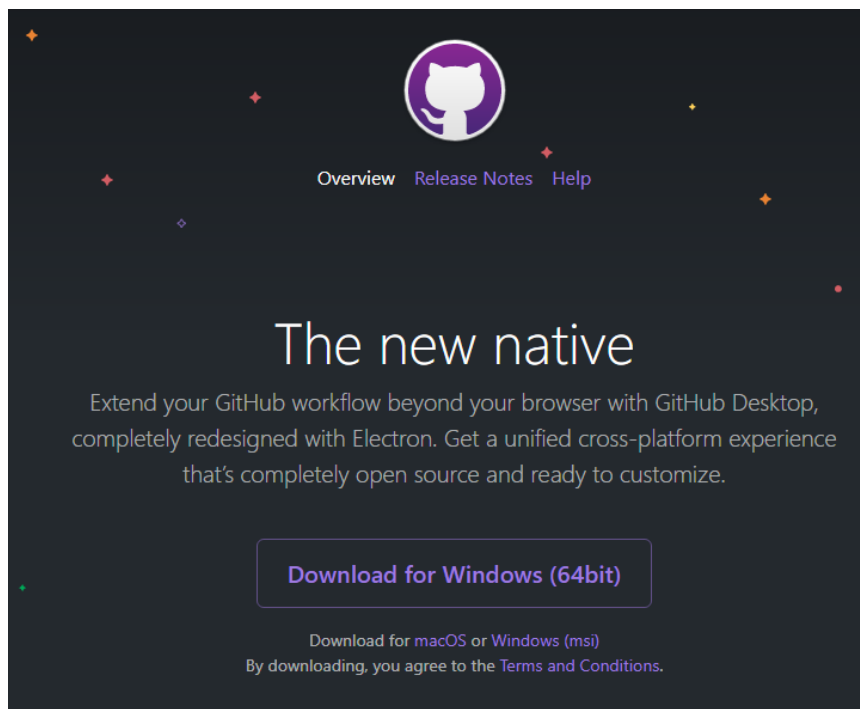 Overview Release Notes Help
The new native
Extend your GitHub workflow beyond your browser with GitHub Desktop,
completely redesigned with Electron. Get a unified cross-platform experience
that's completely open source and ready to customize.
Download for Windows (64bit)
Download for macOS or Windows (msi)
By downloading, you agree to the Terms and Conditions.